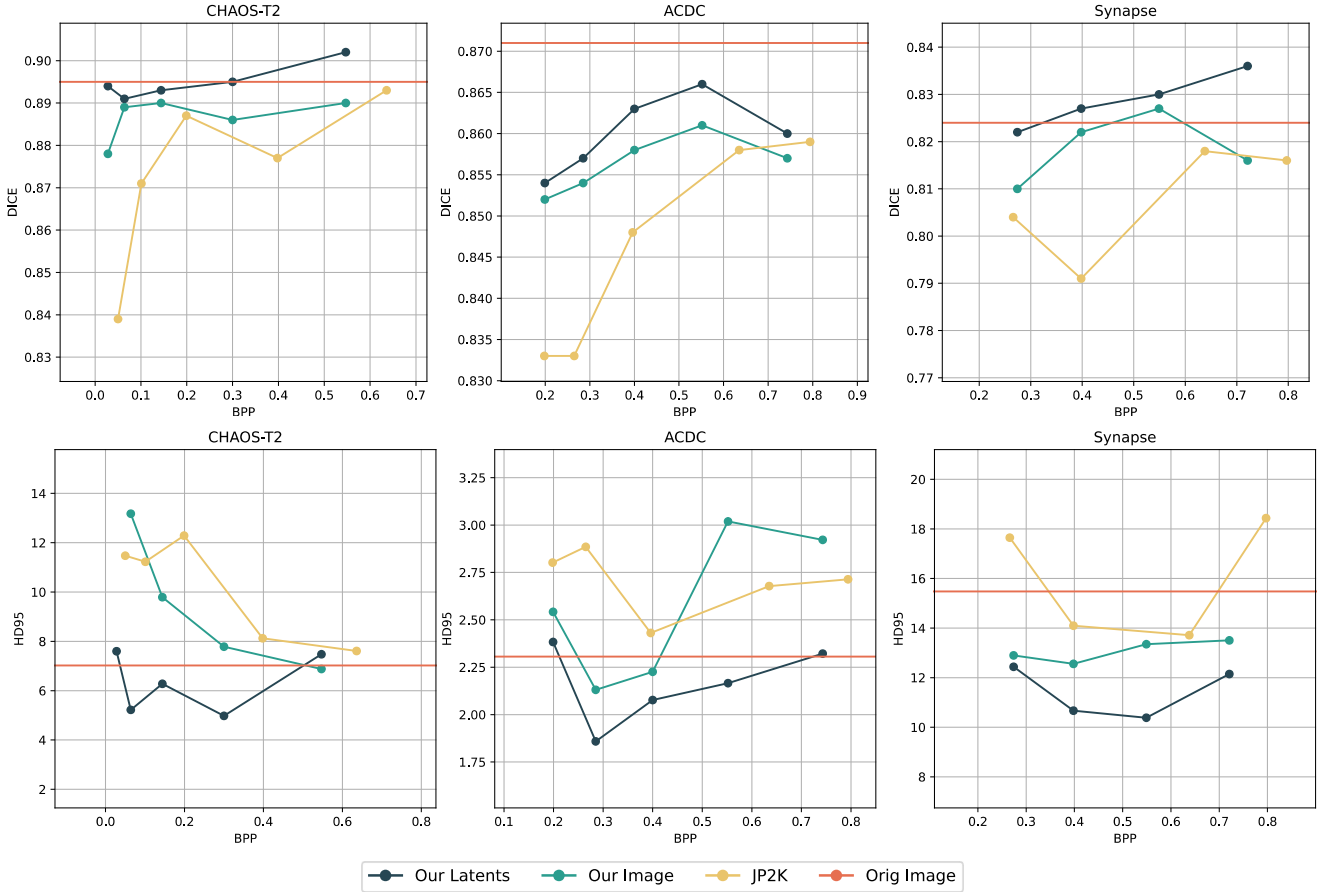 CHAOS-T2
DICE
0.90
0.89
0.88
0.87
0.86
0.85
0.84
0.83
0.0 0.1 0.2 0.3 0.4 0.5 0.6 0.7
BPP
ACDC
DICE
0.870
0.865
0.860
0.855
0.850
0.845
0.840
0.835
0.830
0.2 0.3 0.4 0.5 0.6 0.7 0.8 0.9
BPP
Synapse
DICE
0.84
0.83
0.82
0.81
0.80
0.79
0.78
0.77
0.2 0.3 0.4 0.5 0.6 0.7 0.8
BPP
CHAOS-T2
HD95
14
12
10
8
6
4
2
0.0 0.2 0.4 0.6 0.8
BPP
ACDC
HD95
3.25
3.00
2.75
2.50
2.25
2.00
1.75
0.1 0.2 0.3 0.4 0.5 0.6 0.7 0.8
BPP
Synapse
HD95
20
18
16
14
12
10
8
0.2 0.3 0.4 0.5 0.6 0.7 0.8
BPP
Our Latents Our Image JP2K Orig Image